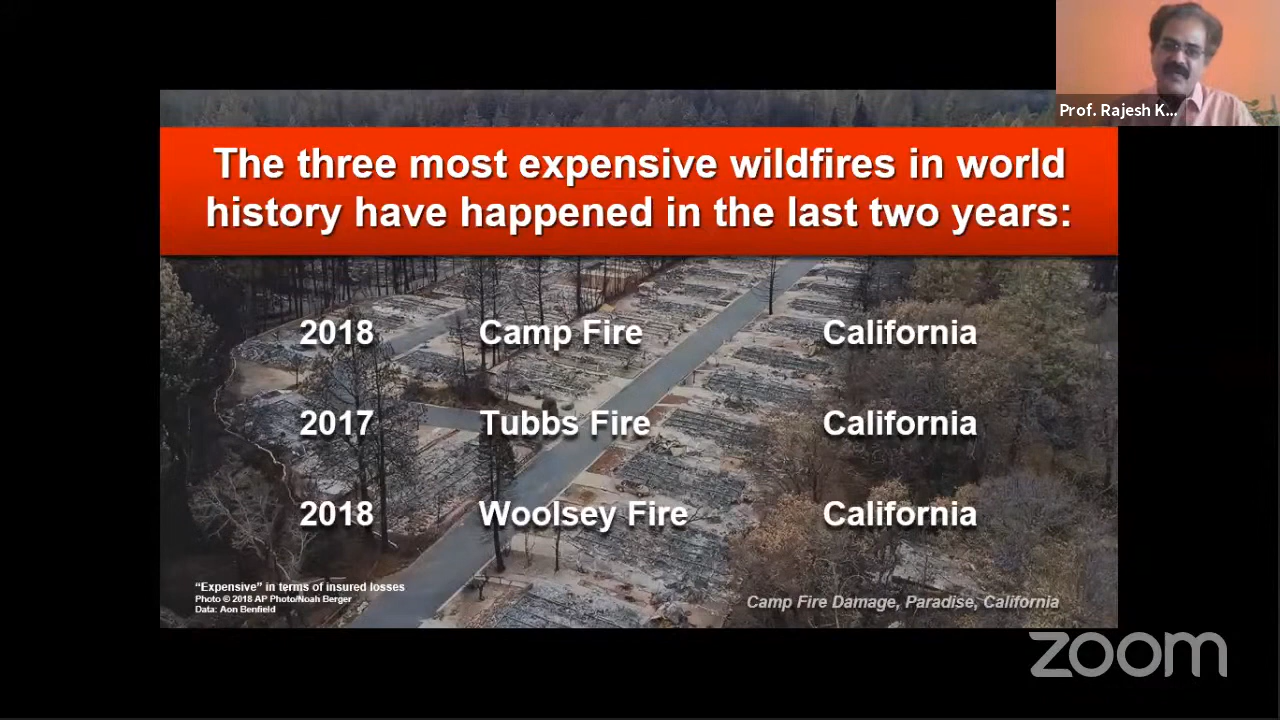 Prof. Rajesh K...
The three most expensive wildfires in world
history have happened in the last two years:
2018 Camp Fire California
2017 Tubbs Fire California
2018 Woolsey Fire California
"Expensive" in terms of insured losses
Photo © 2018 AP Photo/Noah Berger
Data: Aon Benfield
Camp Fire Damage, Paradise, California
zoom